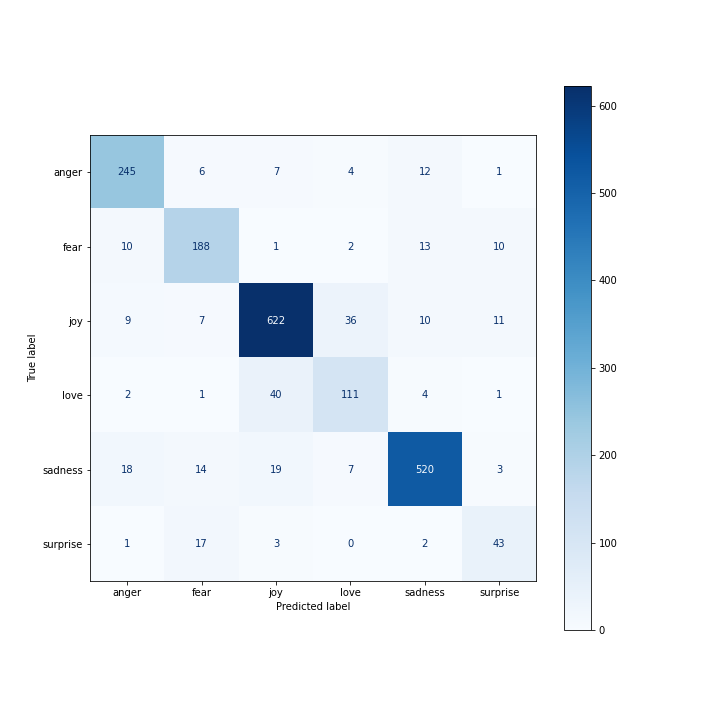 600
anger 245 6 7 4 12 1
500
fear 10 188 1 2 13 10
400
joy 9 7 622 36 10 11
True label
300
love 2 1 40 111 4 1
200
sadness 18 14 19 7 520 3
100
surprise 1 17 3 0 2 43
anger fear joy love sadness surprise
Predicted label
0